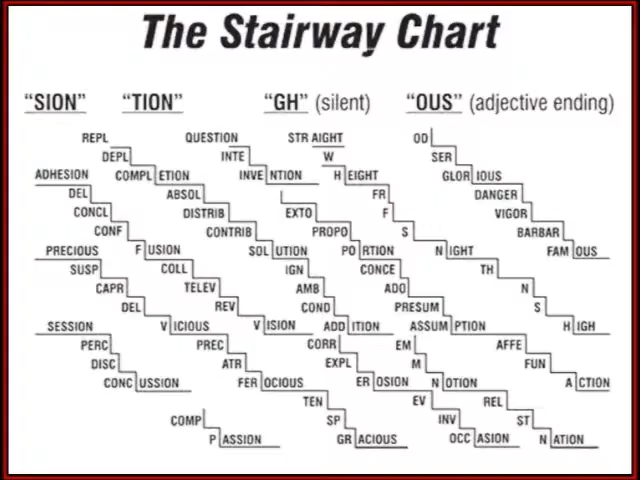 The Stairway Chart
"SION" "TION" "GH" (silent) "OUS" (adjective ending)
REPL QUESTION STR AIGHT OD
DEPL INTE W SER
ADHESION COMPL ETION INVE NTION H EIGHT GLOR IOUS
DEL ABSOL FR DANGER
CONCL DISTRIB EXTO F VIGOR
CONF CONTRIB PROPO S BARBAR
PRECIOUS F USION SOL UTION PO RTION N IGHT FAM OUS
SUSP COLL IGN CONCE TH
CAPR TELEV AMB ADO N
DEL REV COND PRESUM S
SESSION V ICIOUS V ISION ADD ITION ASSUM PTION H IGH
PERC PREC CORR EM AFFE
DISC ATR EXPL M FUN
CONC USSION FER OCIOUS ER OSION N OTION A CTION
TEN EV REL
COMP SP INV ST
P ASSION GR ACIOUS OCC ASION N ATION